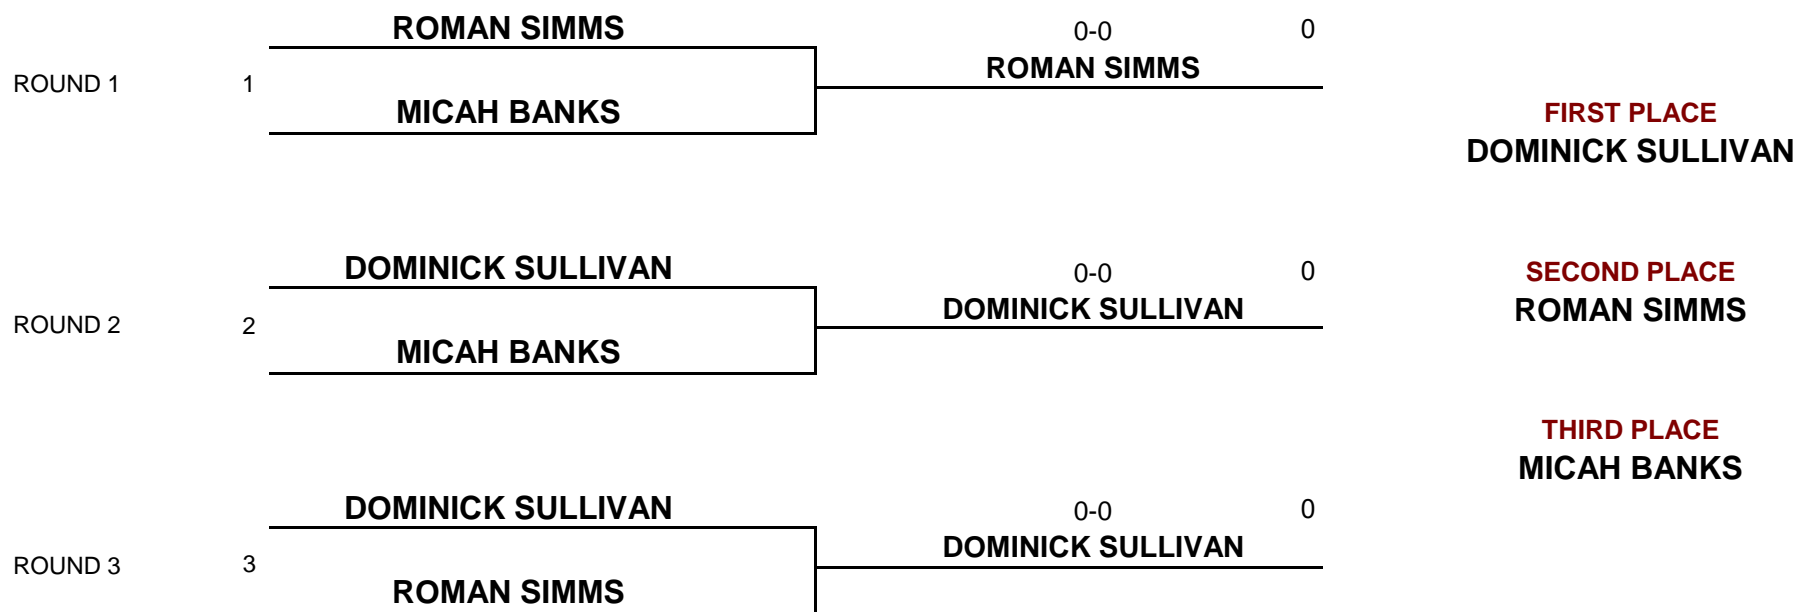 ROMAN SIMMS
0-0 0
ROUND 1 1 ROMAN SIMMS
MICAH BANKS
FIRST PLACE
DOMINICK SULLIVAN
DOMINICK SULLIVAN
0-0 0
ROUND 2 2 DOMINICK SULLIVAN
MICAH BANKS
SECOND PLACE
ROMAN SIMMS
THIRD PLACE
MICAH BANKS
DOMINICK SULLIVAN
0-0 0
ROUND 3 3 DOMINICK SULLIVAN
ROMAN SIMMS